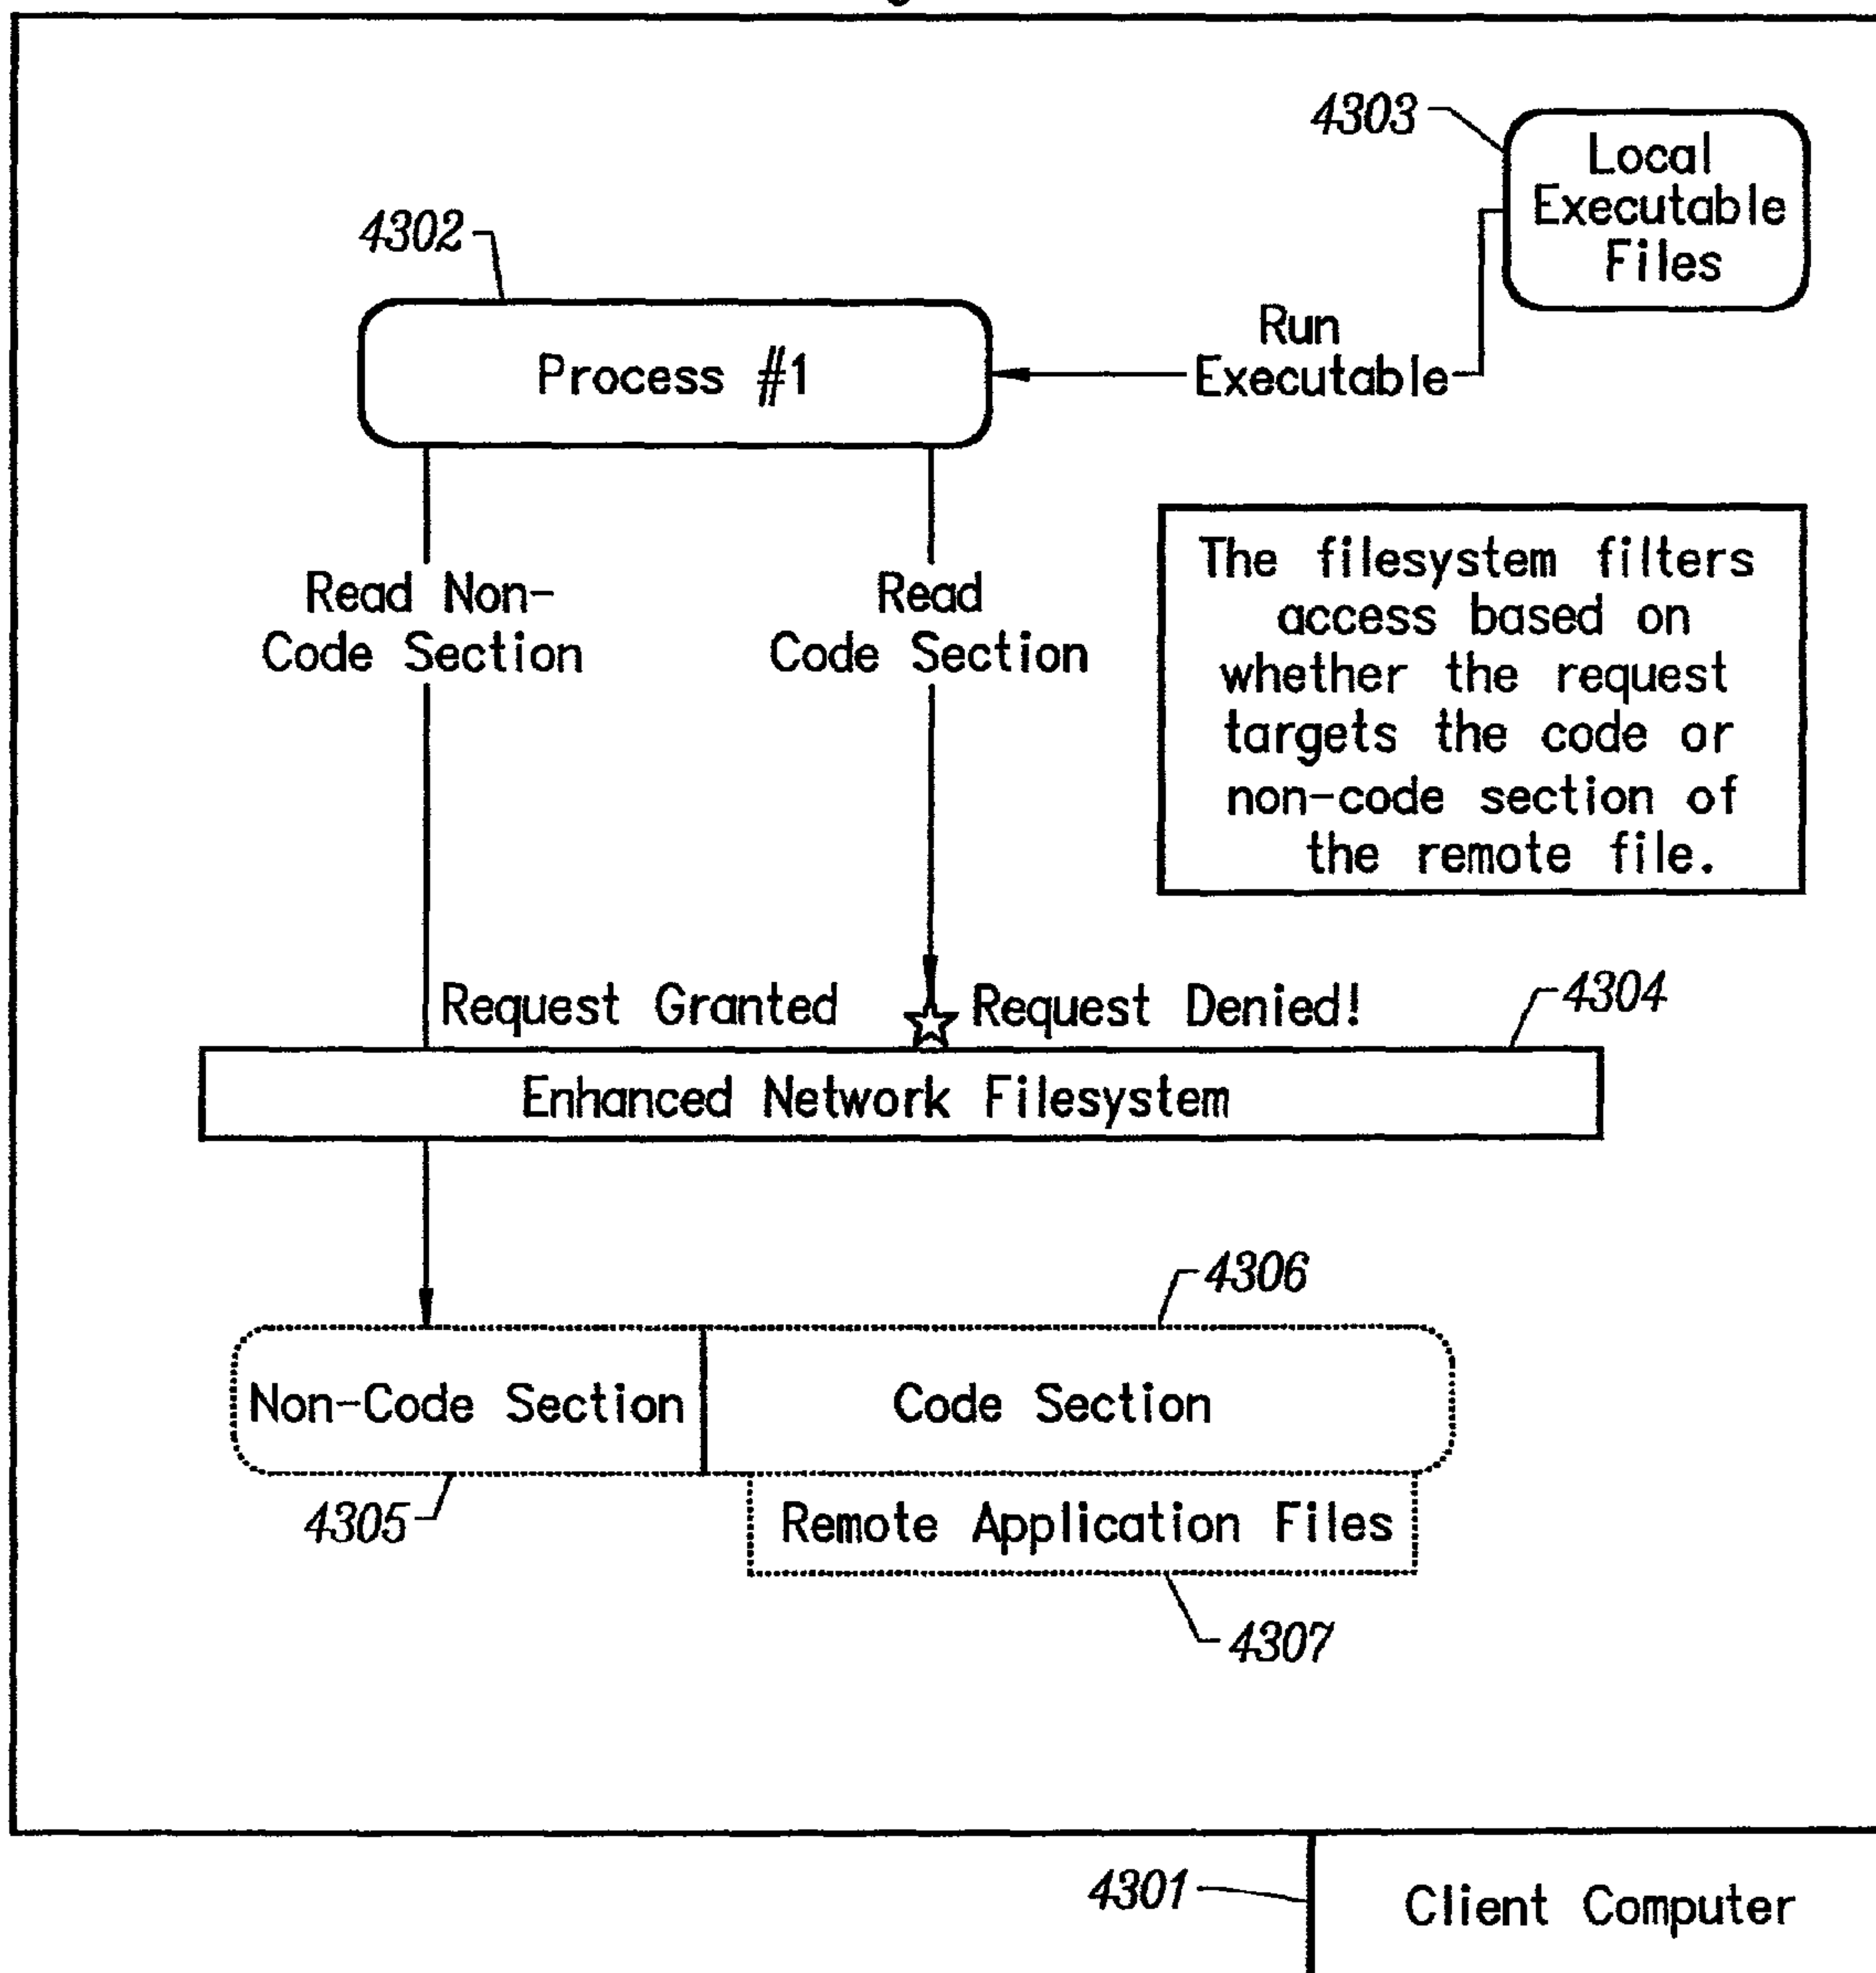 4303
Local
Executable
Files
4302
Run
Executable
Process #1
The filesystem filters
access based on
whether the request
targets the code or
non-code section of
the remote file.
Read Non-
Code Section
Read
Code Section
Request Granted
Request Denied!
4304
Enhanced Network Filesystem
4306
Non-Code Section
Code Section
4305
Remote Application Files
4307
4301
Client Computer